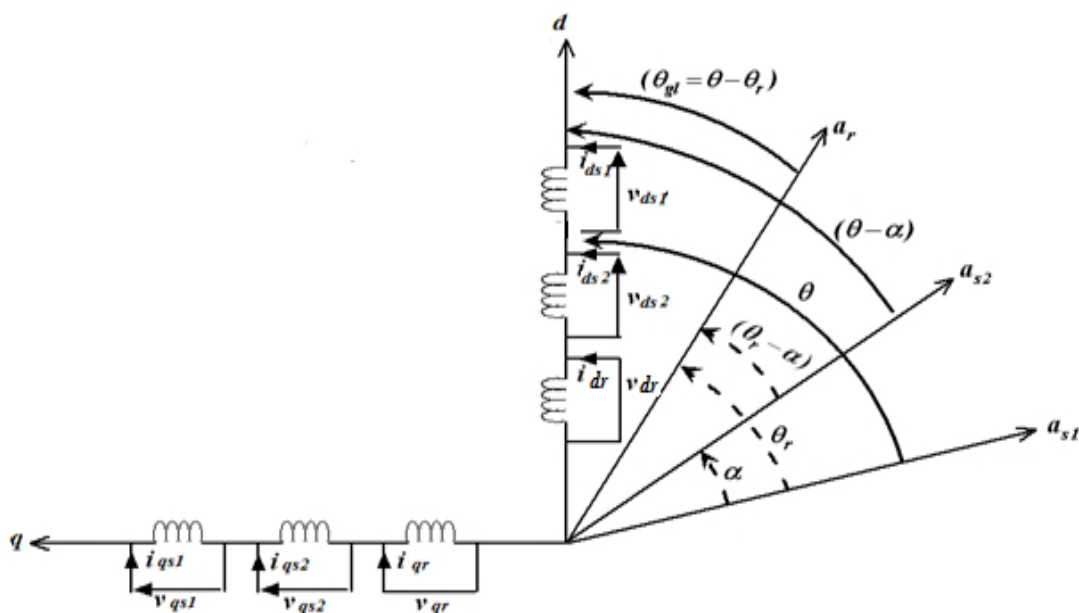 d
(θgl = θ − θr)
ar
ids1
vds1
(θ − α)
as2
ids2
vds2
θ
(θr − α)
idr
vdr
θr
as1
α
q
iqs1
iqs2
iqr
vqs1
vqs2
vqr